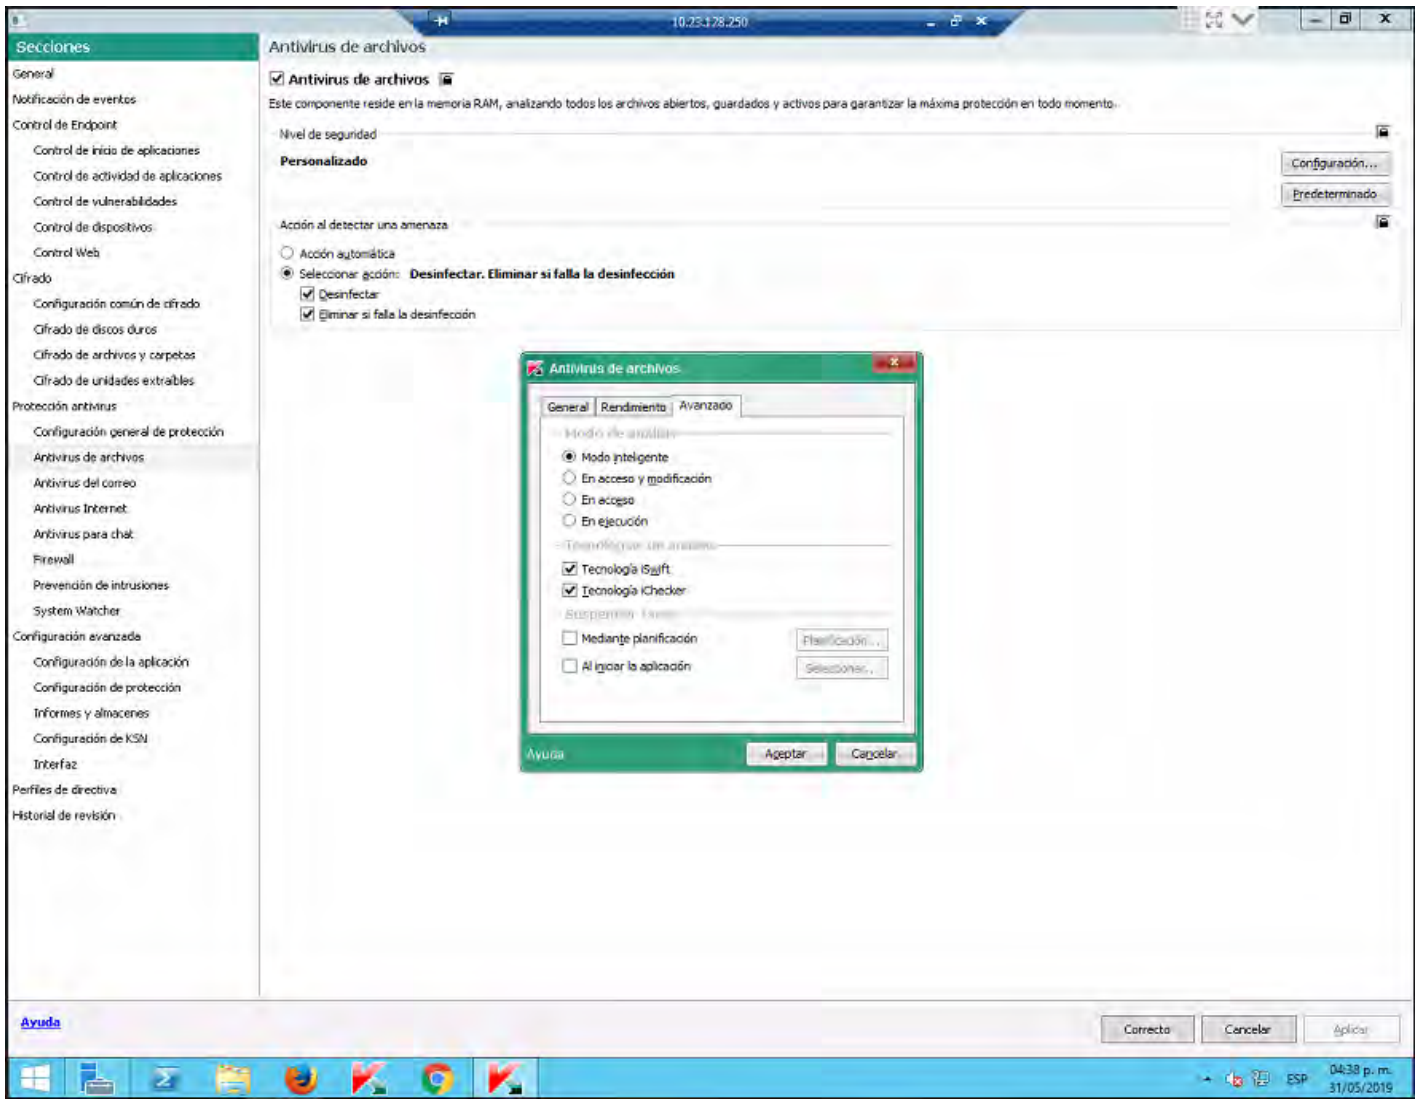 10.23.178.250
Secciones
General
Notificación de eventos
Control de Endpoint
Control de inicio de aplicaciones
Control de actividad de aplicaciones
Control de vulnerabilidades
Control de dispositivos
Control Web
Cifrado
Configuración común de cifrado
Cifrado de discos duros
Cifrado de archivos y carpetas
Cifrado de unidades extraíbles
Protección antivirus
Configuración general de protección
Antivirus de archivos
Antivirus del correo
Antivirus Internet
Antivirus para chat
Firewall
Prevención de intrusiones
System Watcher
Configuración avanzada
Configuración de la aplicación
Configuración de protección
Informes y almacenes
Configuración de KSN
Interfaz
Perfiles de directiva
Historial de revisión
Antivirus de archivos
Antivirus de archivos
Este componente reside en la memoria RAM, analizando todos los archivos abiertos, guardados y activos para garantizar la máxima protección en todo momento.
Nivel de seguridad
Personalizado
Configuración...
Predeterminado
Acción al detectar una amenaza
Acción automática
Seleccionar acción: Desinfectar. Eliminar si falla la desinfección
Desinfectar
Eliminar si falla la desinfección
Antivirus de archivos
General Rendimiento Avanzado
Modo de análisis
Modo inteligente
En acceso y modificación
En acceso
En ejecución
Tecnologías de análisis
Tecnología iSwift
Tecnología iChecker
Suspender tarea
Mediante planificación
Planificación...
Al iniciar la aplicación
Seleccionar...
Ayuda
Aceptar
Cancelar
Ayuda
Correcto
Cancelar
Aplicar
ESP
04:38 p. m.
31/05/2019